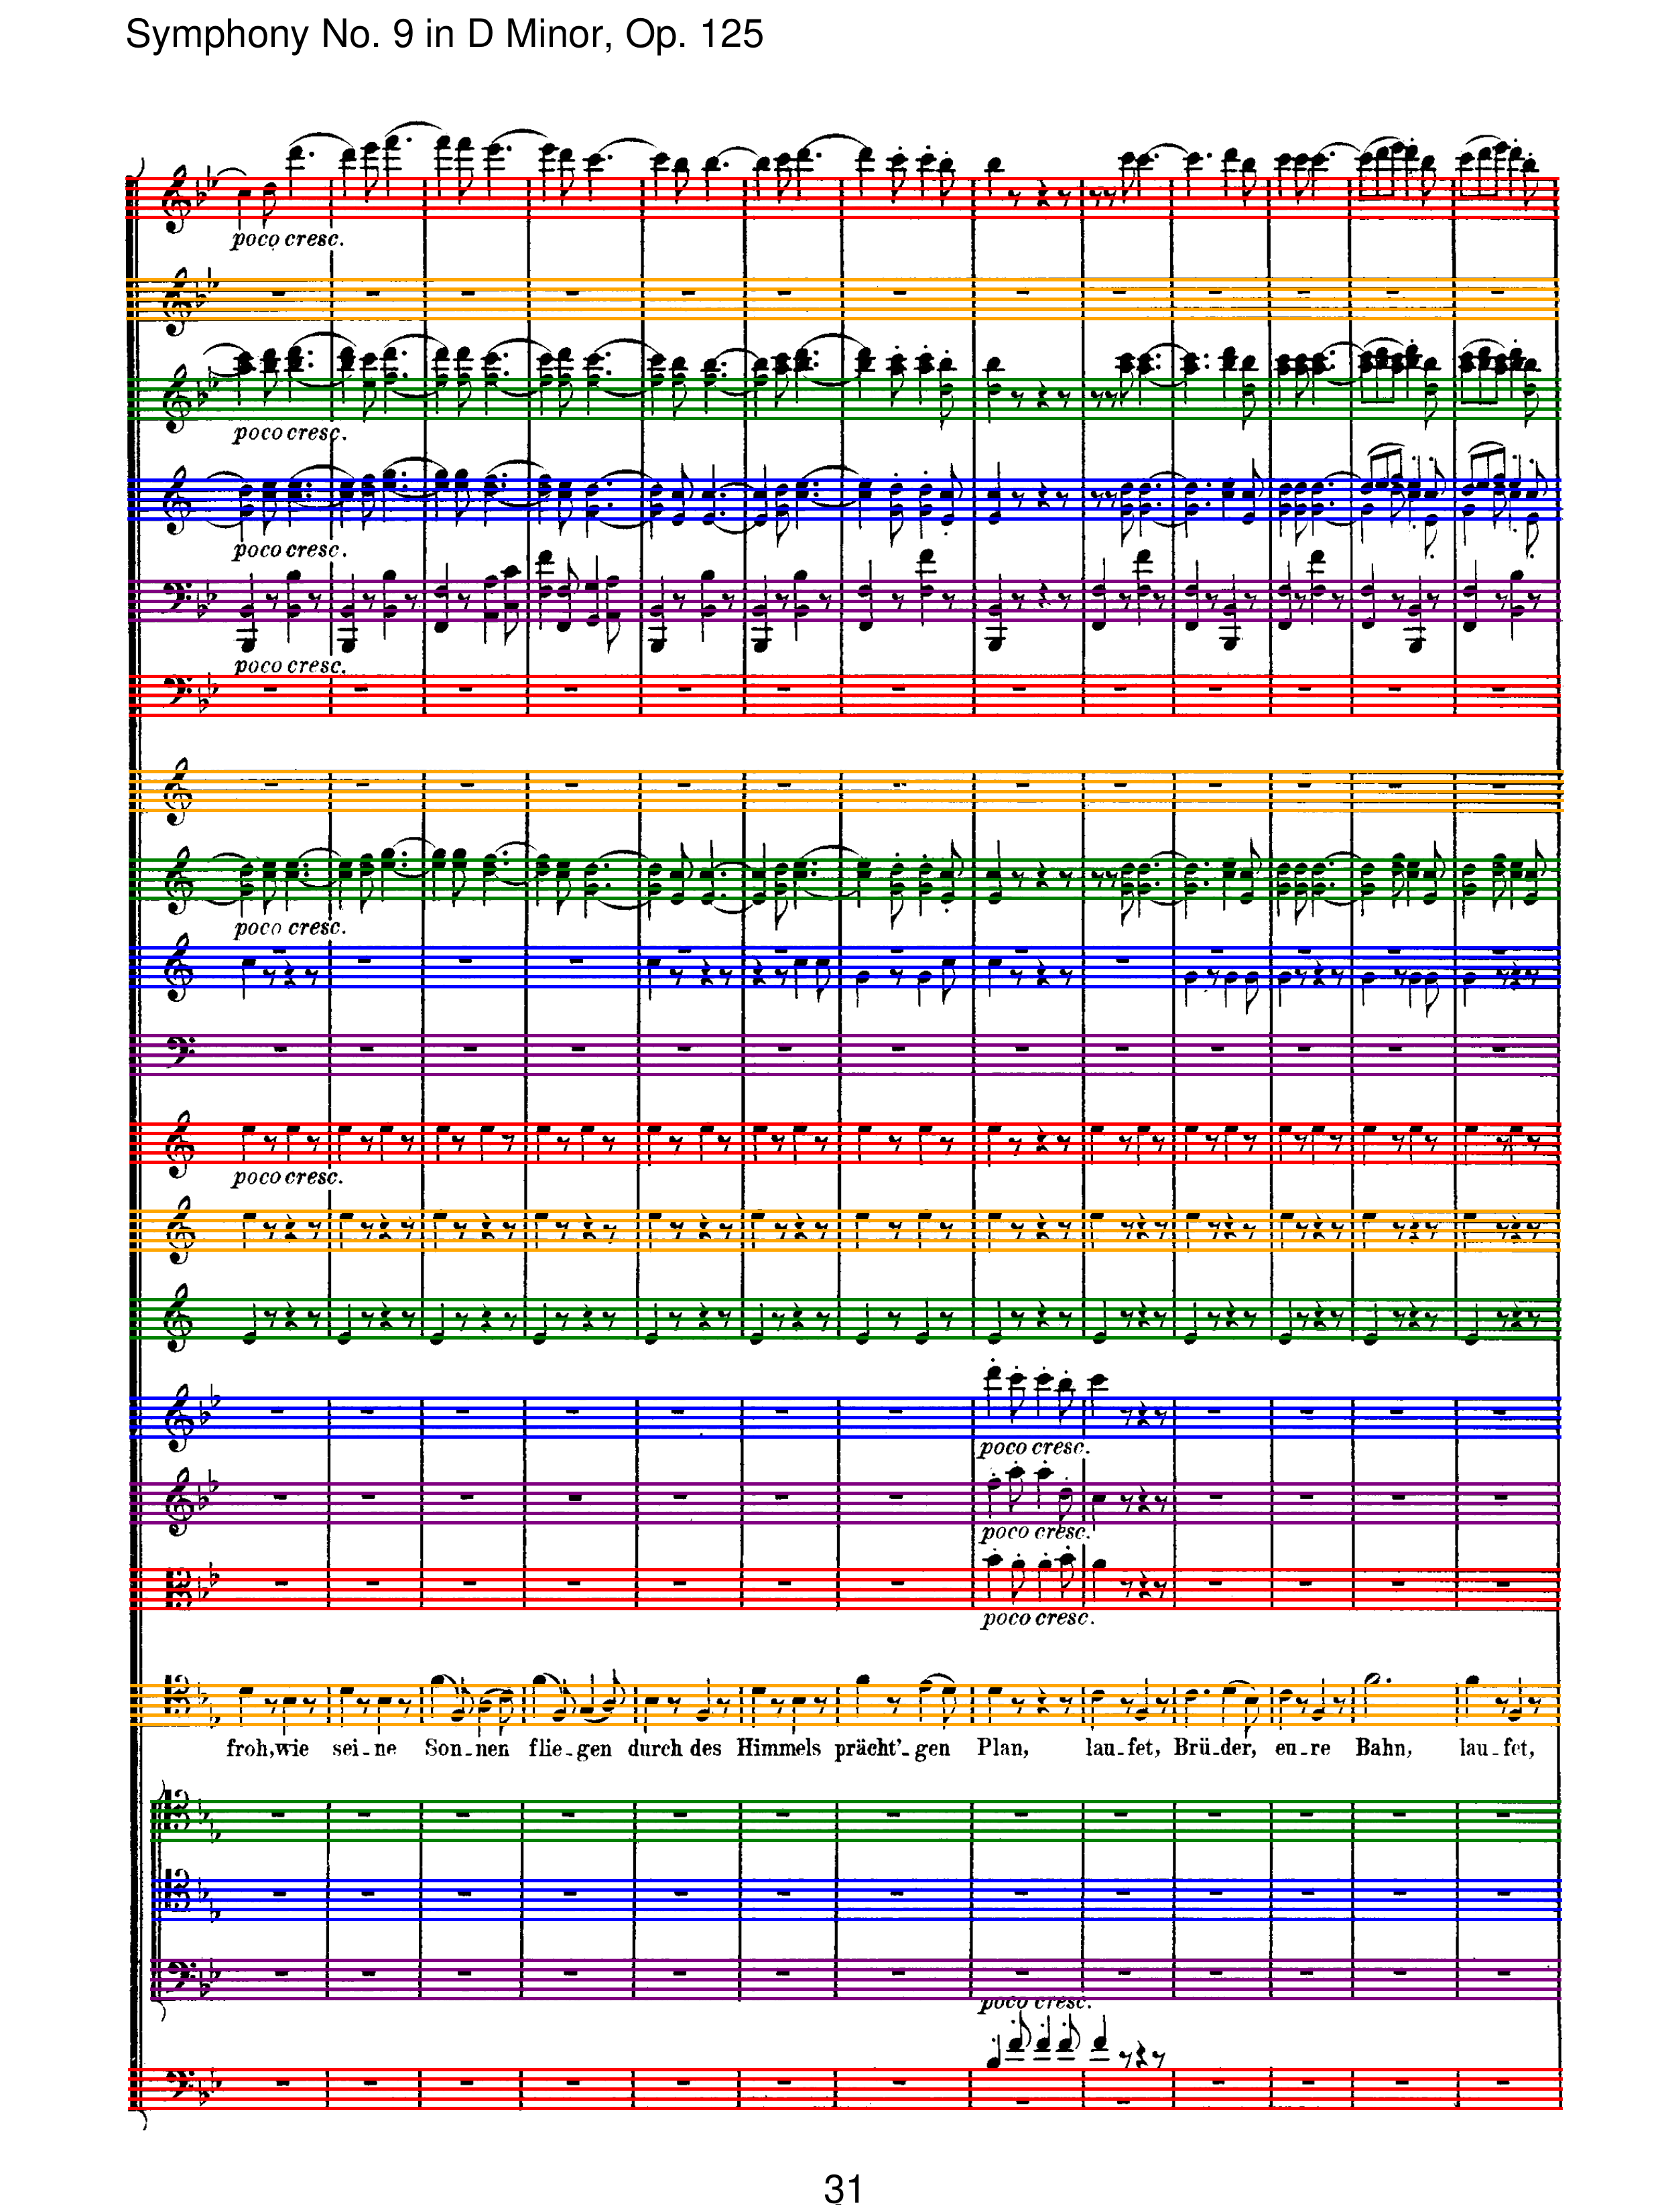 Symphony No. 9 in D Minor, Op. 125
poco cresc.
poco cresc.
poco cresc.
poco cresc.
poco cresc.
poco cresc.
poco cresc.
poco cresc.
poco cresc.
froh, wie sei-ne Son-nen flie-gen durch des Himmels prächt'-gen Plan, lau-fet, Brü-der, eu-re Bahn, lau-fet,
poco cresc.
31